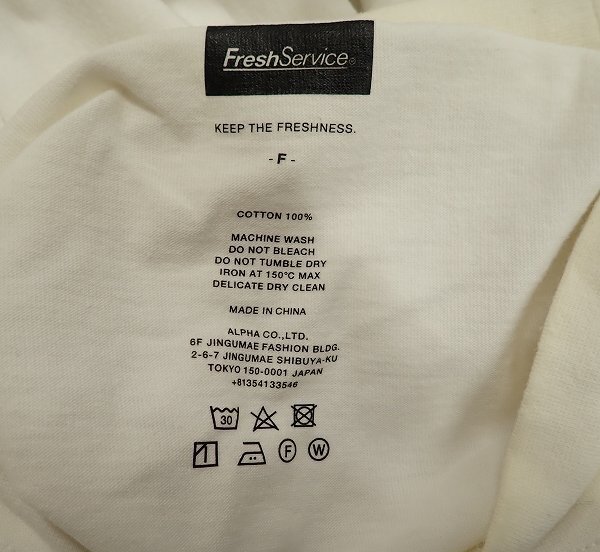 FreshService®
KEEP THE FRESHNESS.
- F -
COTTON 100%
MACHINE WASH
DO NOT BLEACH
DO NOT TUMBLE DRY
IRON AT 150°C MAX
DELICATE DRY CLEAN
MADE IN CHINA
ALPHA CO.,LTD.
6F JINGUMAE FASHION BLDG.
2-6-7 JINGUMAE SHIBUYA-KU
TOKYO 150-0001 JAPAN
+81354133546
30
F W